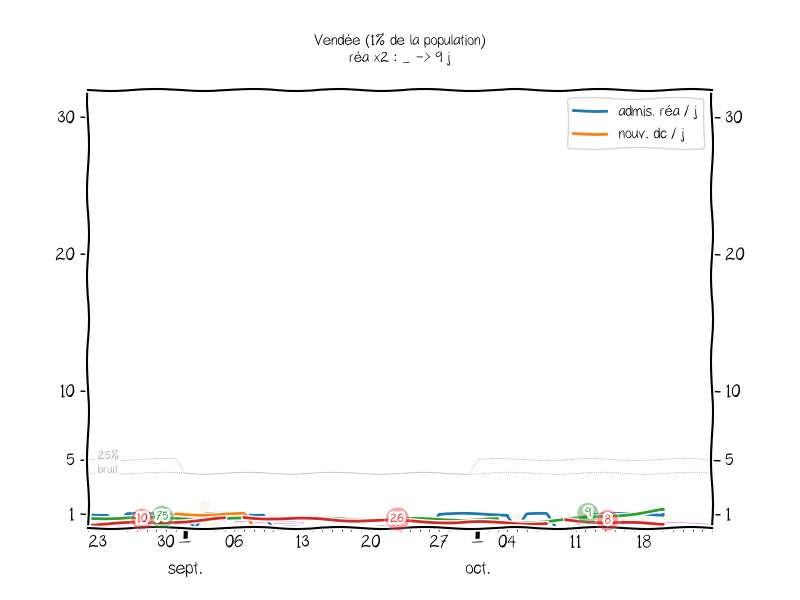 Vendée (1% de la population)
réa x2 : _ -> 9 j
admis. réa / j
nouv. dc / j
30 30
20 20
10 10
25%
5 5
bruit
1 1
10 75 26 9 8
23 30 06 13 20 27 04 11 18
sept. oct.